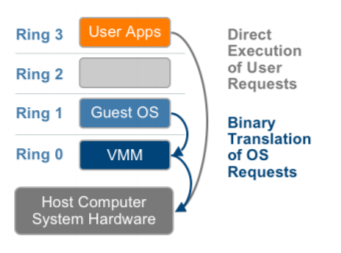 Ring 3
User Apps
Direct
Execution
of User
Requests
Ring 2
Ring 1
Guest OS
Binary
Translation
of OS
Requests
Ring 0
VMM
Host Computer
System Hardware